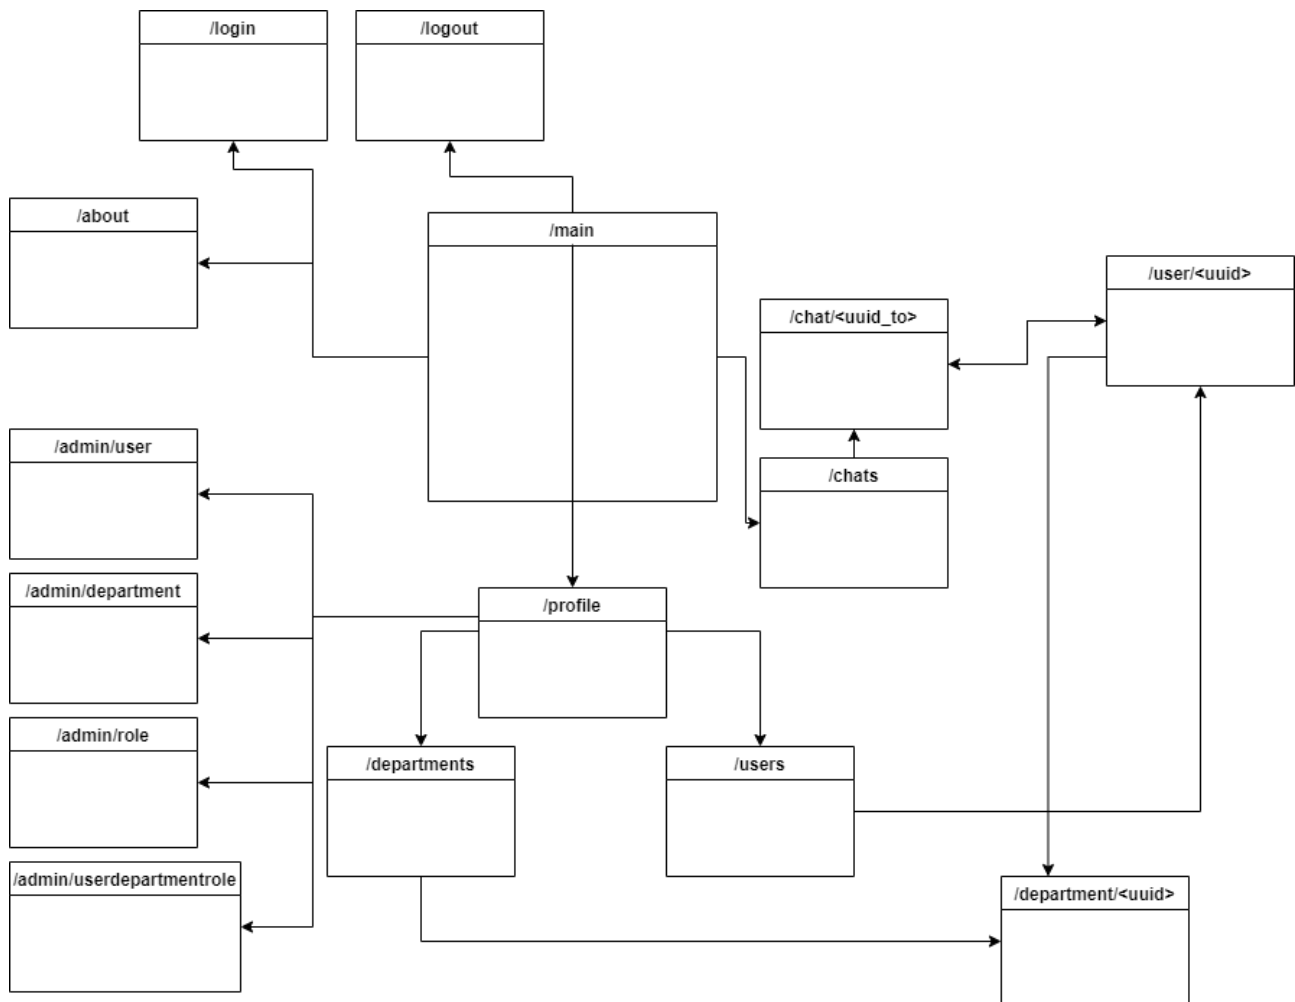 /login
/logout
/about
/main
/user/<uuid>
/chat/<uuid_to>
/admin/user
/chats
/admin/department
/profile
/admin/role
/departments
/users
/admin/userdepartmentrole
/department/<uuid>